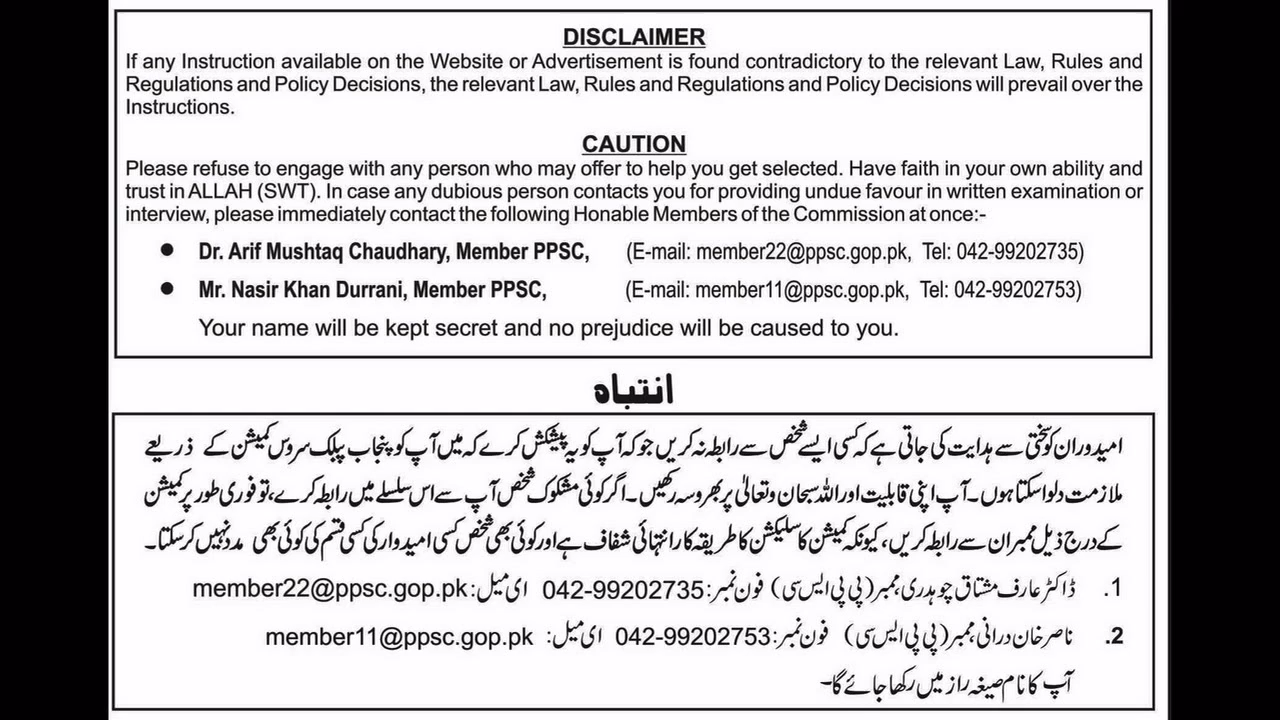 DISCLAIMER
If any Instruction available on the Website or Advertisement is found contradictory to the relevant Law, Rules and
Regulations and Policy Decisions, the relevant Law, Rules and Regulations and Policy Decisions will prevail over the
Instructions.
CAUTION
Please refuse to engage with any person who may offer to help you get selected. Have faith in your own ability and
trust in ALLAH (SWT). In case any dubious person contacts you for providing undue favour in written examination or
interview, please immediately contact the following Honable Members of the Commission at once:-
● Dr. Arif Mushtaq Chaudhary, Member PPSC, (E-mail: member22@ppsc.gop.pk, Tel: 042-99202735)
● Mr. Nasir Khan Durrani, Member PPSC, (E-mail: member11@ppsc.gop.pk, Tel: 042-99202753)
Your name will be kept secret and no prejudice will be caused to you.
انتباہ
امیدوران کو سختی سے ہدایت کی جاتی ہے کہ کسی ایسے شخص سے رابطہ نہ کریں جو کہ آپ کو یہ پیشکش کرے کہ میں آپ کو پنجاب پبلک سروس کمیشن کے ذریعے
ملازمت دلوا سکتا ہوں۔ آپ اپنی قابلیت اور اللہ سبحان وتعالیٰ پر بھروسہ رکھیں۔ اگر کوئی مشکوک شخص آپ سے اس سلسلے میں رابطہ کرے، تو فوری طور پر کمیشن
کے درج ذیل ممبران سے رابطہ کریں، کیونکہ کمیشن کا سلیکشن کا طریقہ کار انتہائی شفاف ہے اور کوئی بھی شخص کسی امیدوار کی کسی قسم کی کوئی بھی مدد نہیں کر سکتا۔
1. ڈاکٹر عارف مشتاق چوہدری، ممبر (پی پی ایس سی) فون نمبر: 042-99202735 ای میل: member22@ppsc.gop.pk
2. ناصر خان درانی، ممبر (پی پی ایس سی) فون نمبر: 042-99202753 ای میل: member11@ppsc.gop.pk
آپ کا نام صیغہ راز میں رکھا جائے گا۔